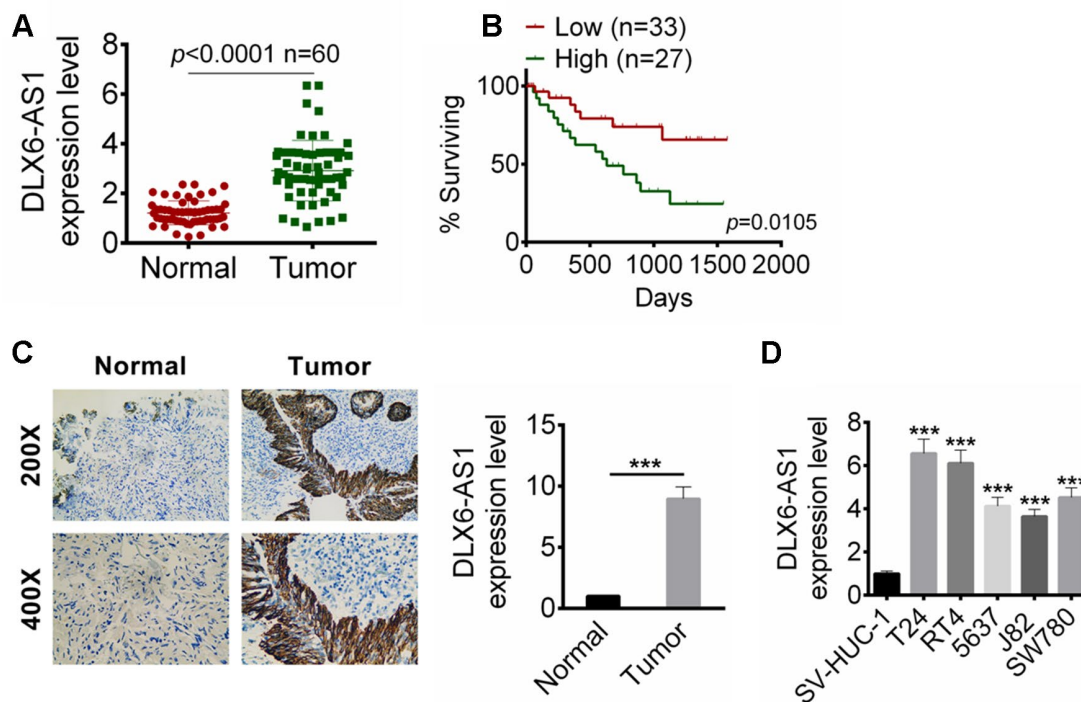 A
DLX6-AS1
expression level
8
6
4
2
0
p<0.0001 n=60
Normal
Tumor
B
Low (n=33)
High (n=27)
% Surviving
100
50
0
p=0.0105
0
500
1000
1500
2000
Days
C
Normal
Tumor
200X
400X
DLX6-AS1
expression level
15
10
5
0
***
Normal
Tumor
D
DLX6-AS1
expression level
8
6
4
2
0
***
***
***
***
***
SV-HUC-1
T24
RT4
5637
J82
SW780